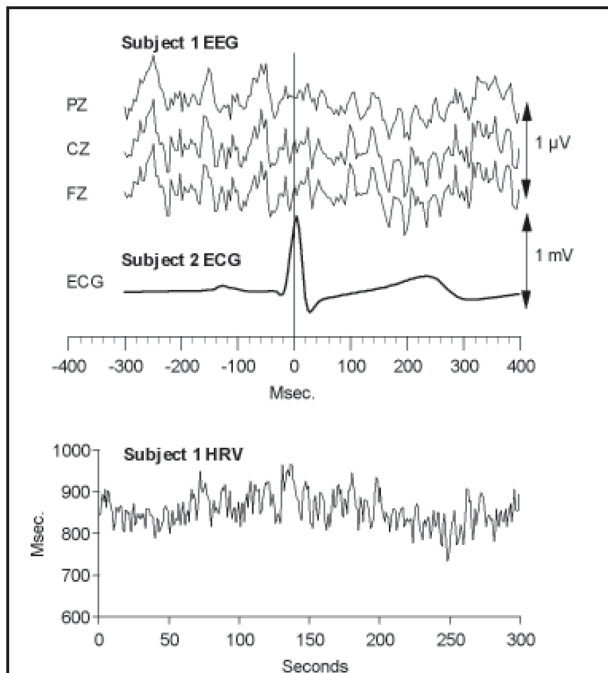 Subject 1 EEG
PZ
CZ
FZ
1 µV
Subject 2 ECG
ECG
1 mV
-400 -300 -200 -100 0 100 200 300 400
Msec.
Subject 1 HRV
1000
900
800
700
600
Msec.
0 50 100 150 200 250 300
Seconds